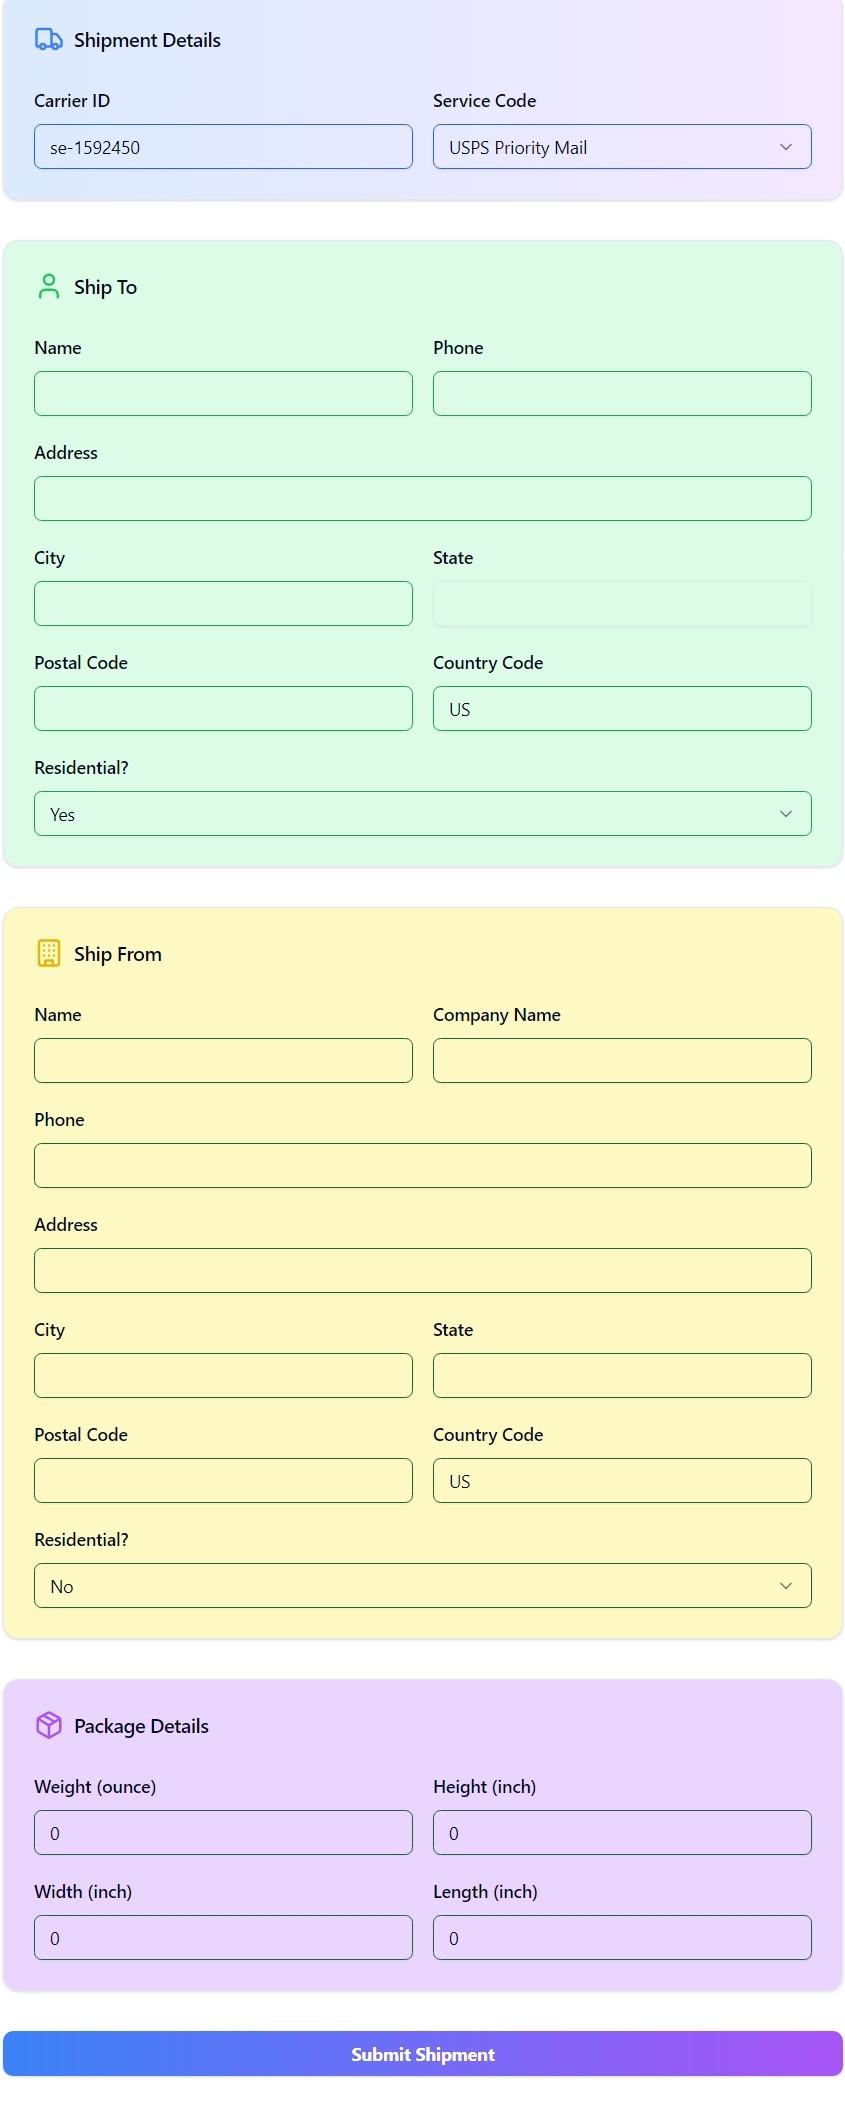 Shipment Details
Carrier ID Service Code
se-1592450 USPS Priority Mail
Ship To
Name Phone
Address
City State
Postal Code Country Code
US
Residential?
Yes
Ship From
Name Company Name
Phone
Address
City State
Postal Code Country Code
US
Residential?
No
Package Details
Weight (ounce) Height (inch)
0 0
Width (inch) Length (inch)
0 0
Submit Shipment